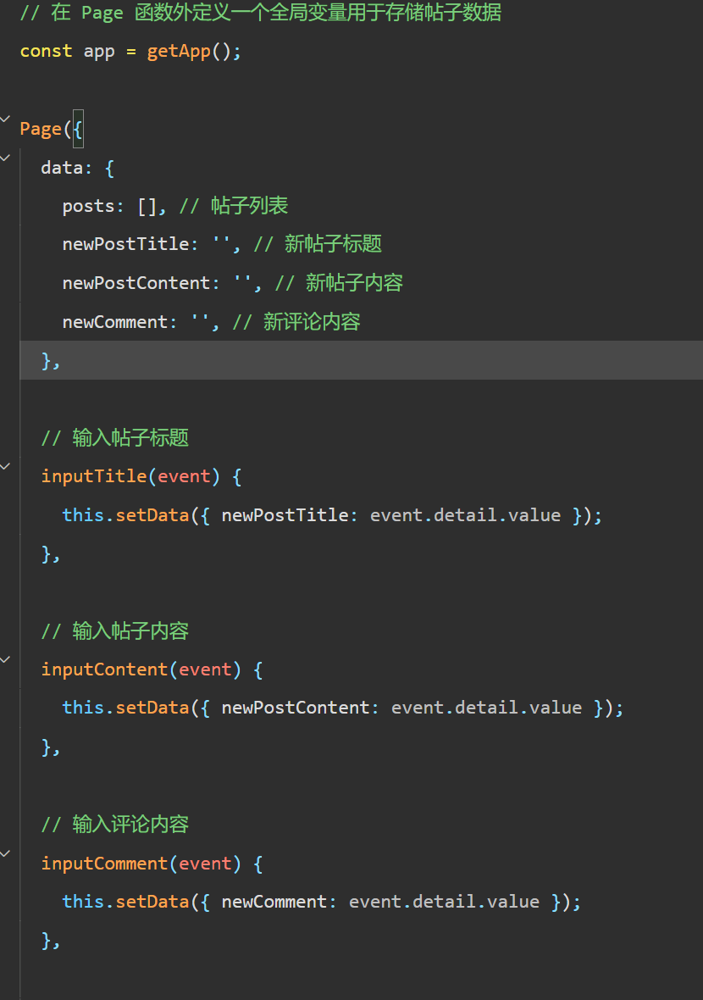 // 在 Page 函数外定义一个全局变量用于存储帖子数据
const app = getApp();
Page({
data: {
posts: [], // 帖子列表
newPostTitle: '', // 新帖子标题
newPostContent: '', // 新帖子内容
newComment: '', // 新评论内容
},
// 输入帖子标题
inputTitle(event) {
this.setData({ newPostTitle: event.detail.value });
},
// 输入帖子内容
inputContent(event) {
this.setData({ newPostContent: event.detail.value });
},
// 输入评论内容
inputComment(event) {
this.setData({ newComment: event.detail.value });
},